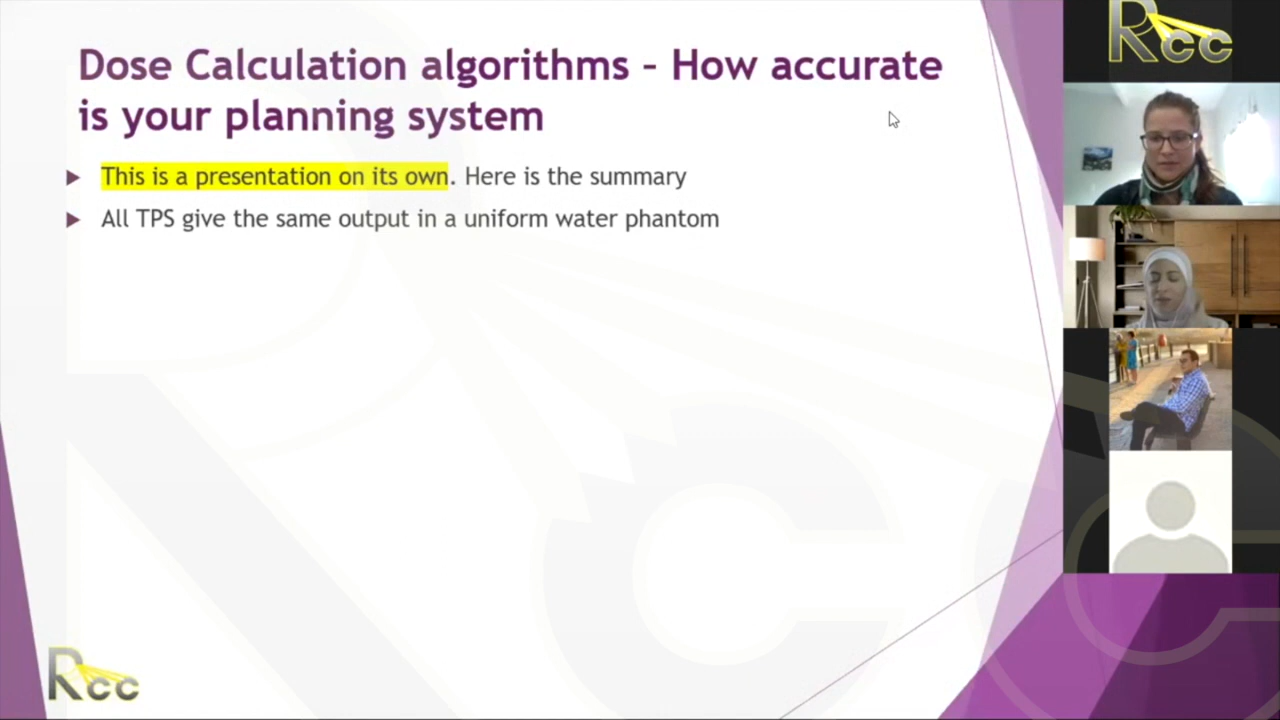 Dose Calculation algorithms - How accurate
is your planning system
This is a presentation on its own. Here is the summary
All TPS give the same output in a uniform water phantom
Rcc
Rcc